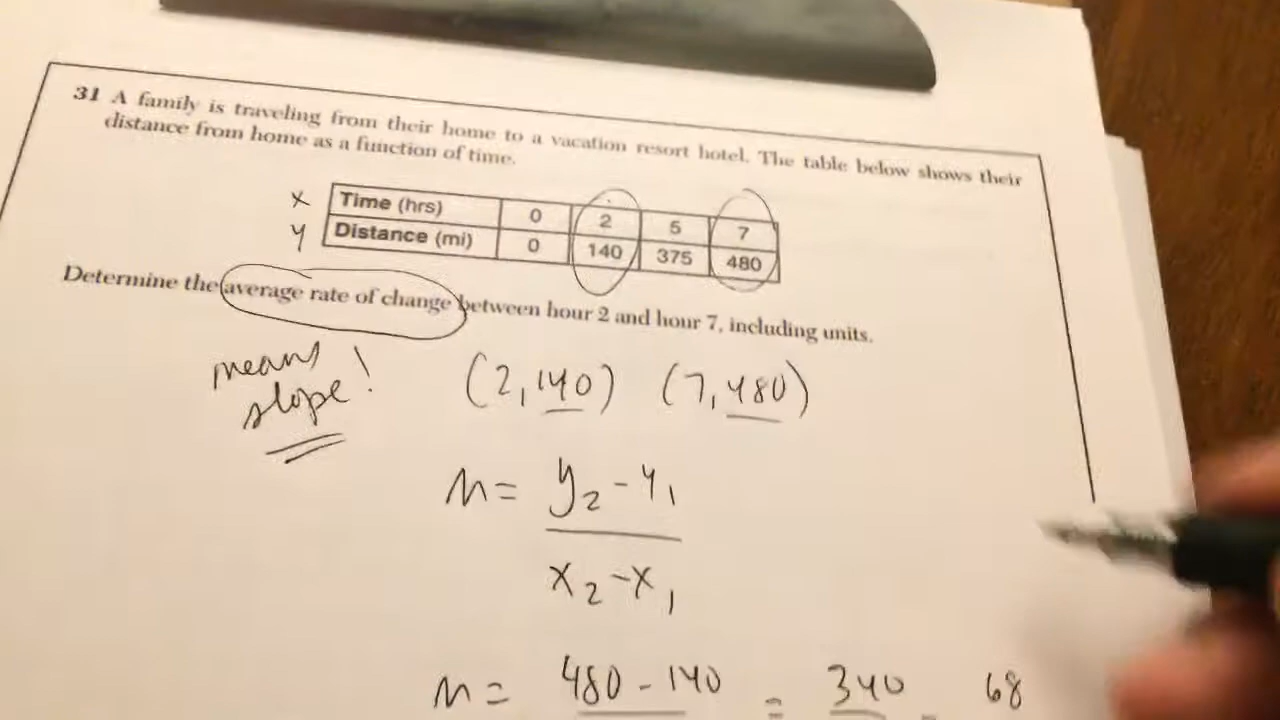 31 A family is traveling from their home to a vacation resort hotel. The table below shows their
distance from home as a function of time.
x Time (hrs) 0 2 5 7
y Distance (mi) 0 140 375 480
Determine the average rate of change between hour 2 and hour 7, including units.
means slope! (2,140) (7,480)
m = y₂ - y₁
x₂ - x₁
m = 480 - 140 = 340 = 68